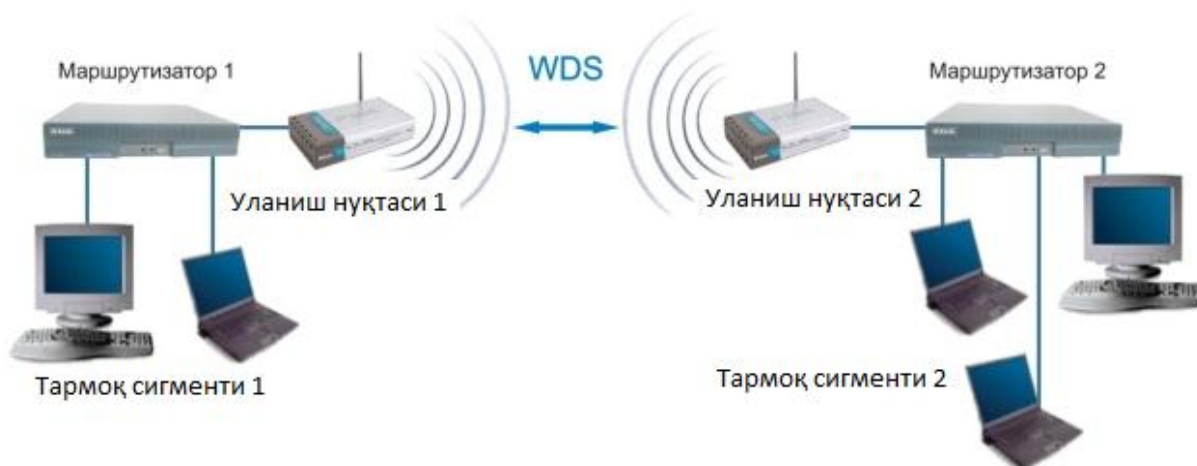 Маршрутизатор 1
WDS
Маршрутизатор 2
Уланиш нуқтаси 1
Уланиш нуқтаси 2
Тармоқ сигменти 1
Тармоқ сигменти 2